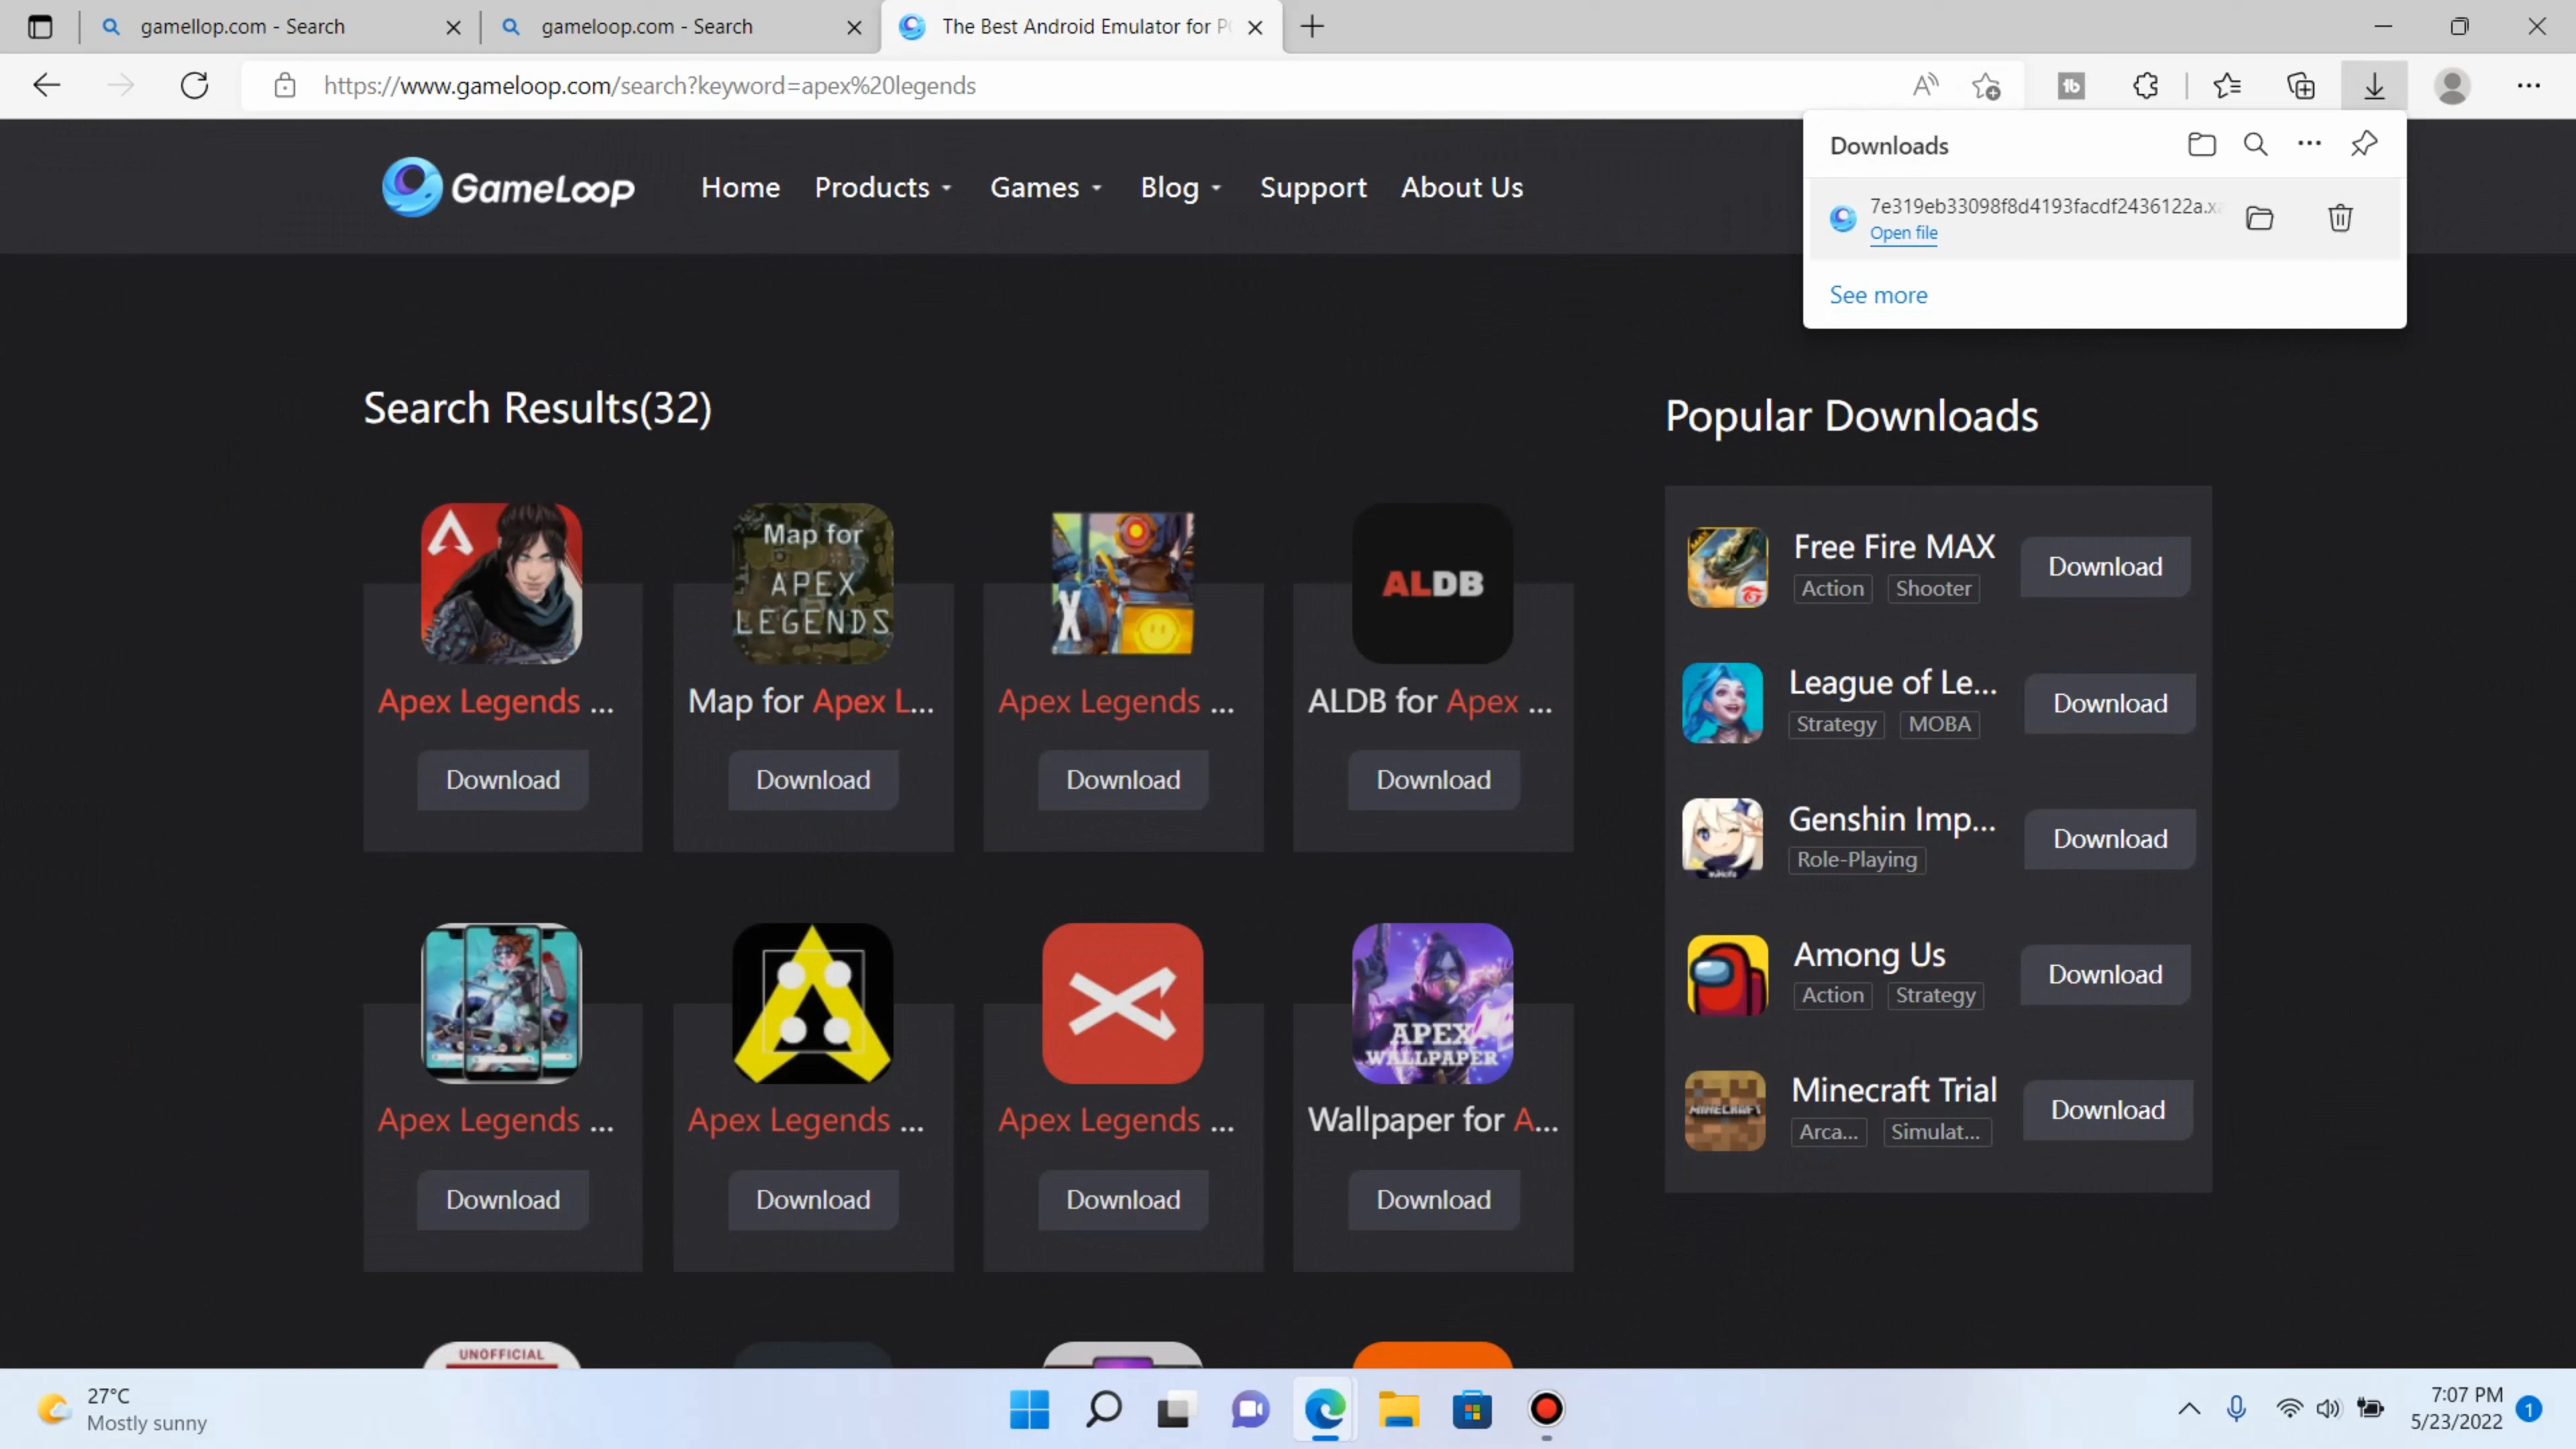 gamellop.com - Search
gameloop.com - Search
The Best Android Emulator for P
https://www.gameloop.com/search?keyword=apex%20legends
GameLoop
Home
Products
Games
Blog
Support
About Us
Downloads
7e319eb33098f8d4193facdf2436122a.x
Open file
See more
Search Results(32)
Map for
APEX
LEGENDS
X
ALDB
Apex Legends ...
Map for Apex L...
Apex Legends ...
ALDB for Apex ...
Download
Download
Download
Download
APEX
WALLPAPER
Apex Legends ...
Apex Legends ...
Apex Legends ...
Wallpaper for A...
Download
Download
Download
Download
UNOFFICIAL
Popular Downloads
MAX
Free Fire MAX
Action
Shooter
Download
League of Le...
Strategy
MOBA
Download
Genshin Imp...
Role-Playing
Download
Among Us
Action
Strategy
Download
MINECRAFT
Minecraft Trial
Arca...
Simulat...
Download
27°C
Mostly sunny
7:07 PM
5/23/2022
1